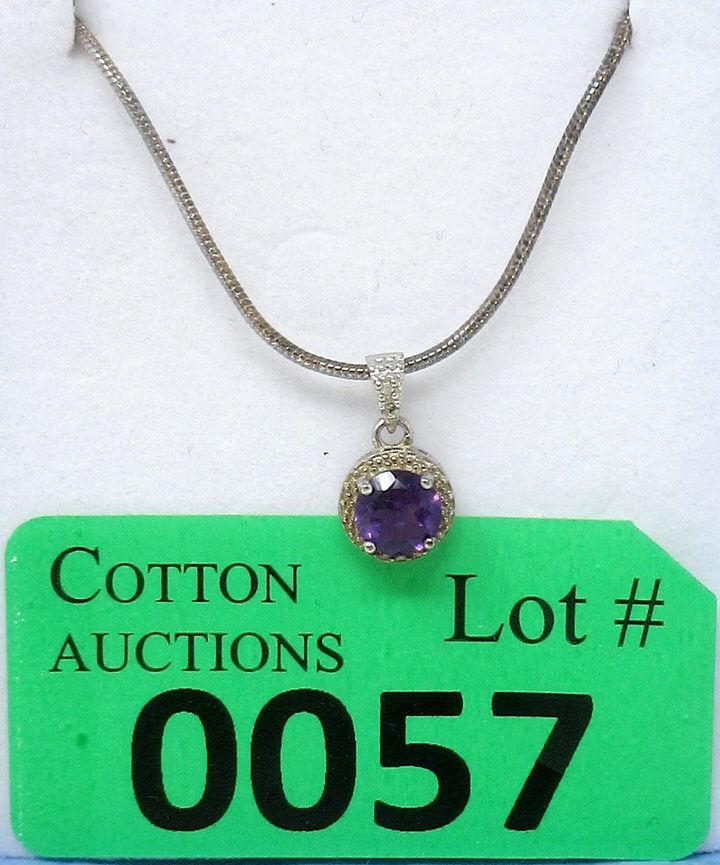 COTTON
AUCTIONS
Lot #
0057